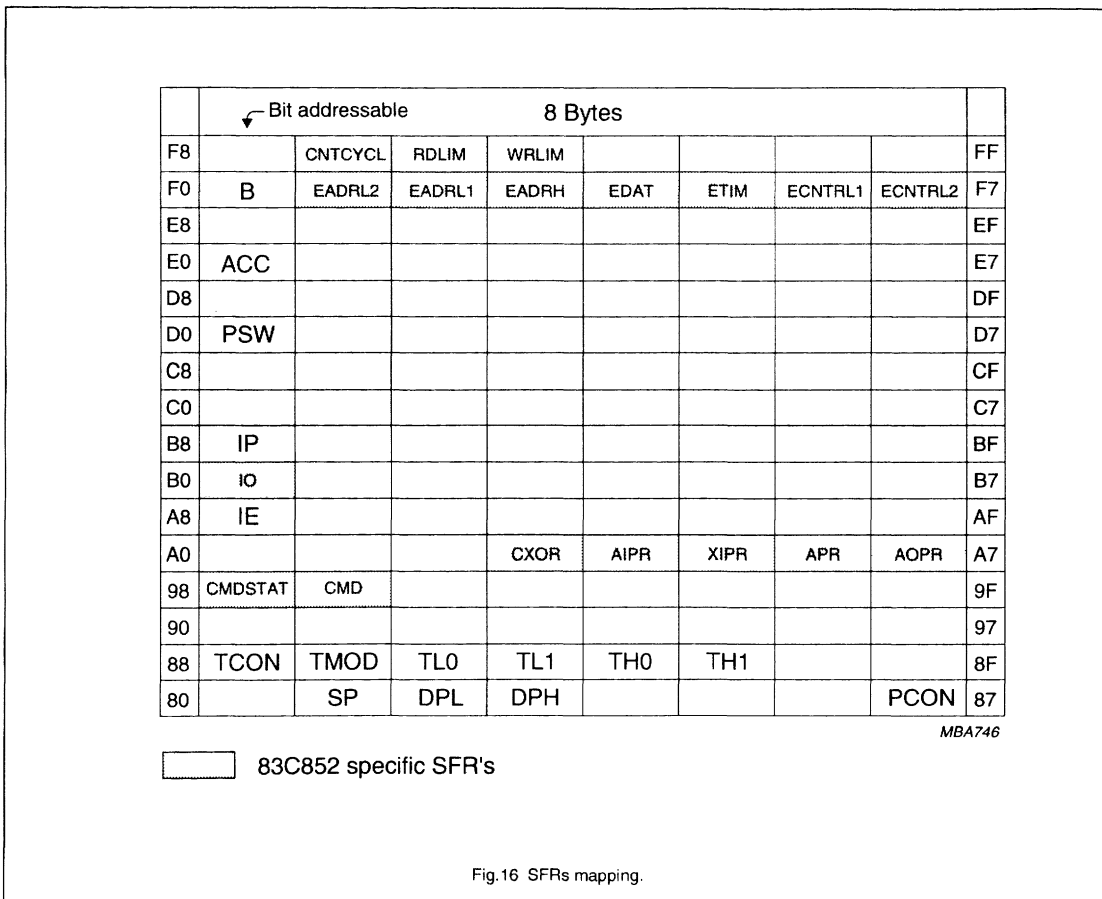 Bit addressable 8 Bytes
F8 CNTCYCL RDLIM WRLIM FF
F0 B EADRL2 EADRL1 EADRH EDAT ETIM ECNTRL1 ECNTRL2 F7
E8 EF
E0 ACC E7
D8 DF
D0 PSW D7
C8 CF
C0 C7
B8 IP BF
B0 IO B7
A8 IE AF
A0 CXOR AIPR XIPR APR AOPR A7
98 CMDSTAT CMD 9F
90 97
88 TCON TMOD TL0 TL1 TH0 TH1 8F
80 SP DPL DPH PCON 87
MBA746
83C852 specific SFR's
Fig.16 SFRs mapping.